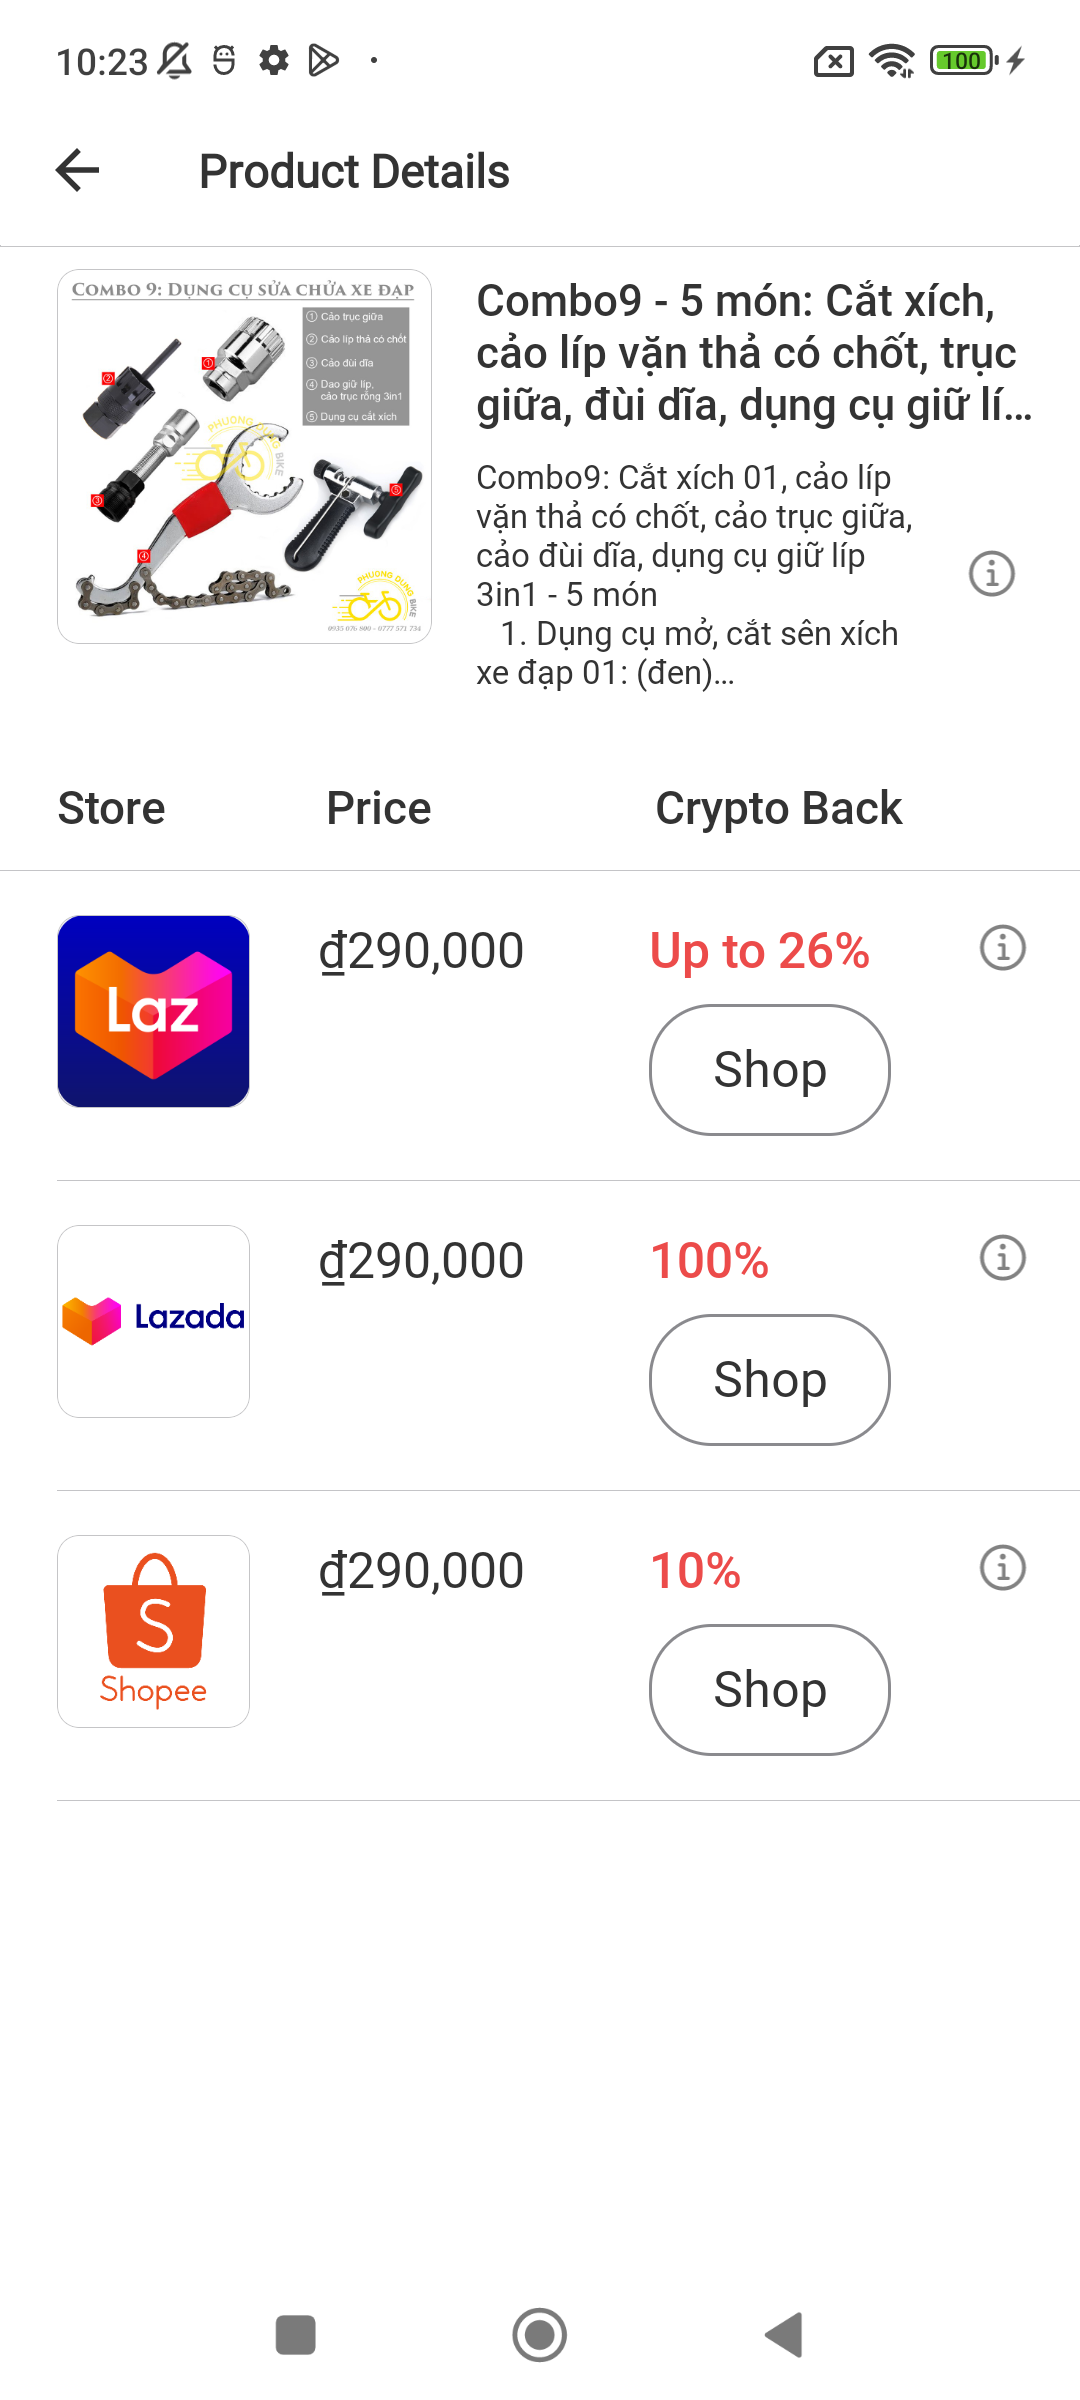 10:23
100
Product Details
COMBO 9: DỤNG CỤ SỬA CHỮA XE ĐẠP
① Cảo trục giữa
② Cảo líp thả có chốt
③ Cảo đùi dĩa
④ Dao giữ líp,
cảo trục rỗng 3in1
⑤ Dụng cụ cắt xích
PHUONG DUNG
BIKE
PHUONG DUNG
BIKE
0935 076 800 - 0777 571 734
Combo9 - 5 món: Cắt xích,
cảo líp vặn thả có chốt, trục
giữa, đùi dĩa, dụng cụ giữ lí...
Combo9: Cắt xích 01, cảo líp
vặn thả có chốt, cảo trục giữa,
cảo đùi dĩa, dụng cụ giữ líp
3in1 - 5 món
1. Dụng cụ mở, cắt sên xích
xe đạp 01: (đen)...
Store Price Crypto Back
Laz
₫290,000
Up to 26%
Shop
Lazada
₫290,000
100%
Shop
Shopee
₫290,000
10%
Shop